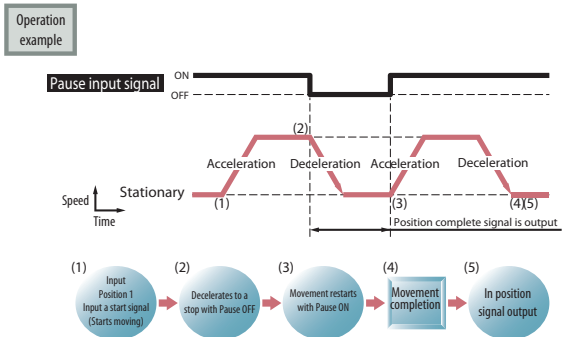 Operation
example
ON
Pause input signal
OFF
(2)
Acceleration Deceleration Acceleration Deceleration
Speed
Stationary
(1)
(3)
(4)(5)
Time
Position complete signal is output
(1)
Input
Position 1
Input a start signal
(Starts moving)
(2)
Decelerates to a
stop with Pause OFF
(3)
Movement restarts
with Pause ON
(4)
Movement
completion
(5)
In position
signal output